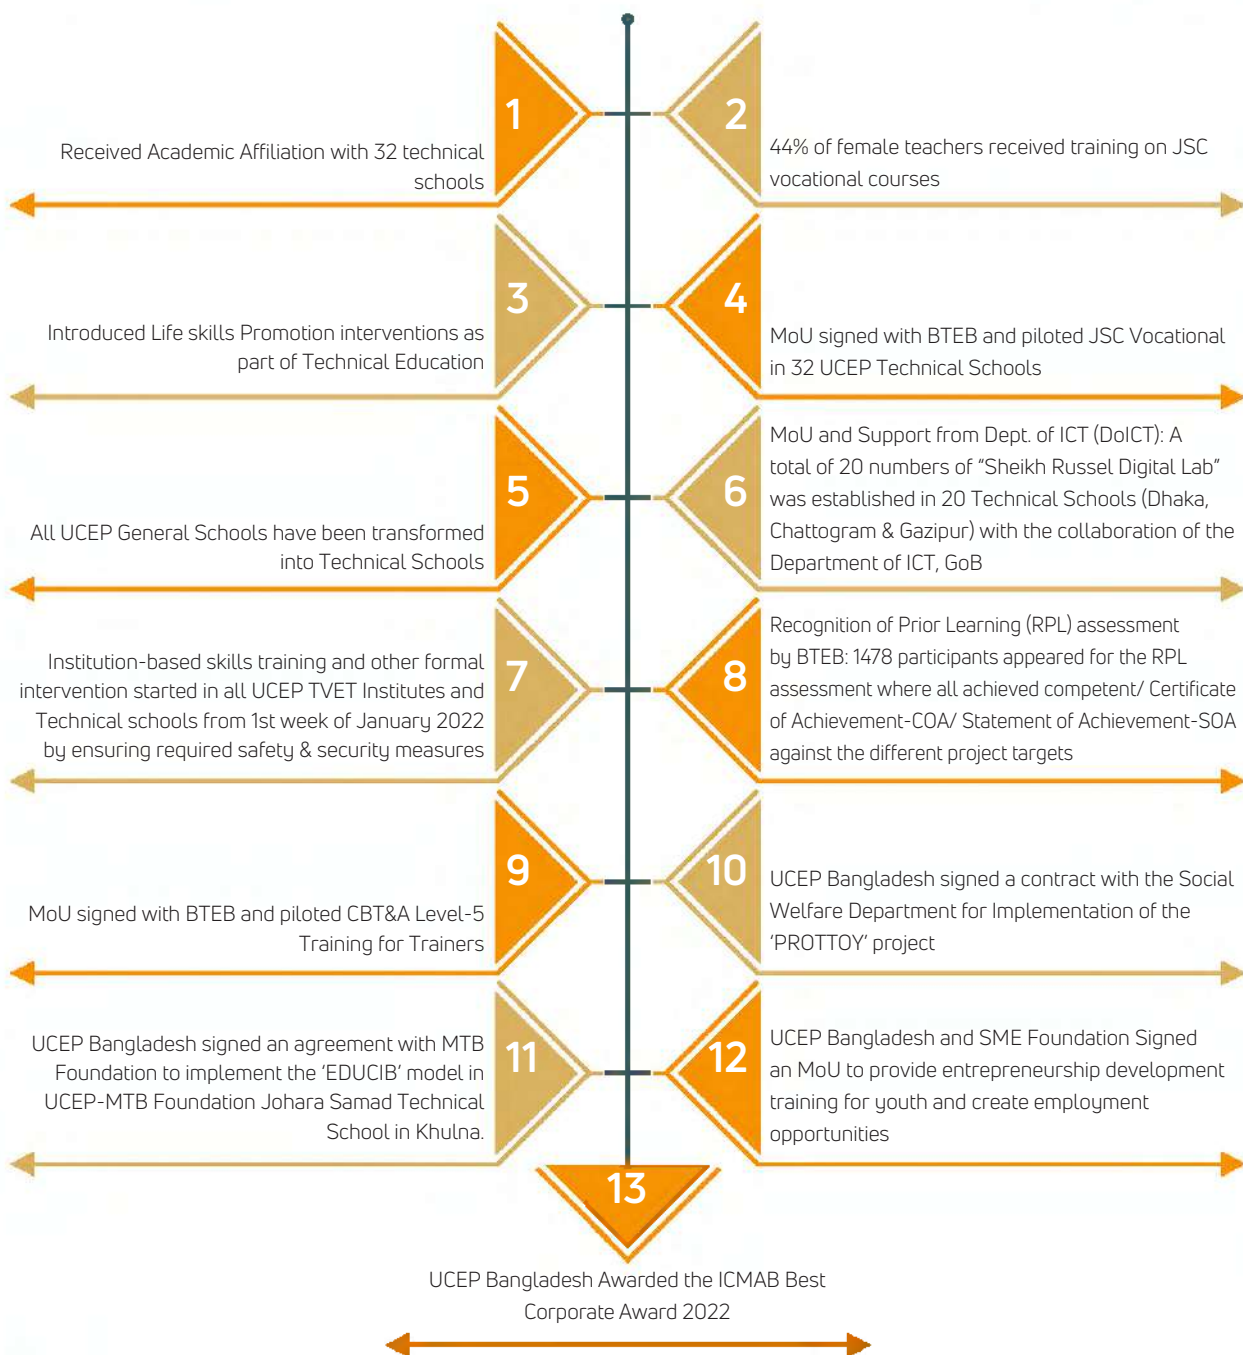 1
Received Academic Affiliation with 32 technical
schools
2
44% of female teachers received training on JSC
vocational courses
3
Introduced Life skills Promotion interventions as
part of Technical Education
4
MoU signed with BTEB and piloted JSC Vocational
in 32 UCEP Technical Schools
5
All UCEP General Schools have been transformed
into Technical Schools
6
MoU and Support from Dept. of ICT (DoICT): A
total of 20 numbers of “Sheikh Russel Digital Lab”
was established in 20 Technical Schools (Dhaka,
Chattogram & Gazipur) with the collaboration of the
Department of ICT, GoB
7
Institution-based skills training and other formal
intervention started in all UCEP TVET Institutes and
Technical schools from 1st week of January 2022
by ensuring required safety & security measures
8
Recognition of Prior Learning (RPL) assessment
by BTEB: 1478 participants appeared for the RPL
assessment where all achieved competent/ Certificate
of Achievement-COA/ Statement of Achievement-SOA
against the different project targets
9
MoU signed with BTEB and piloted CBT&A Level-5
Training for Trainers
10
UCEP Bangladesh signed a contract with the Social
Welfare Department for Implementation of the
‘PROTTOY’ project
11
UCEP Bangladesh signed an agreement with MTB
Foundation to implement the ‘EDUCIB’ model in
UCEP-MTB Foundation Johara Samad Technical
School in Khulna.
12
UCEP Bangladesh and SME Foundation Signed
an MoU to provide entrepreneurship development
training for youth and create employment
opportunities
13
UCEP Bangladesh Awarded the ICMAB Best
Corporate Award 2022